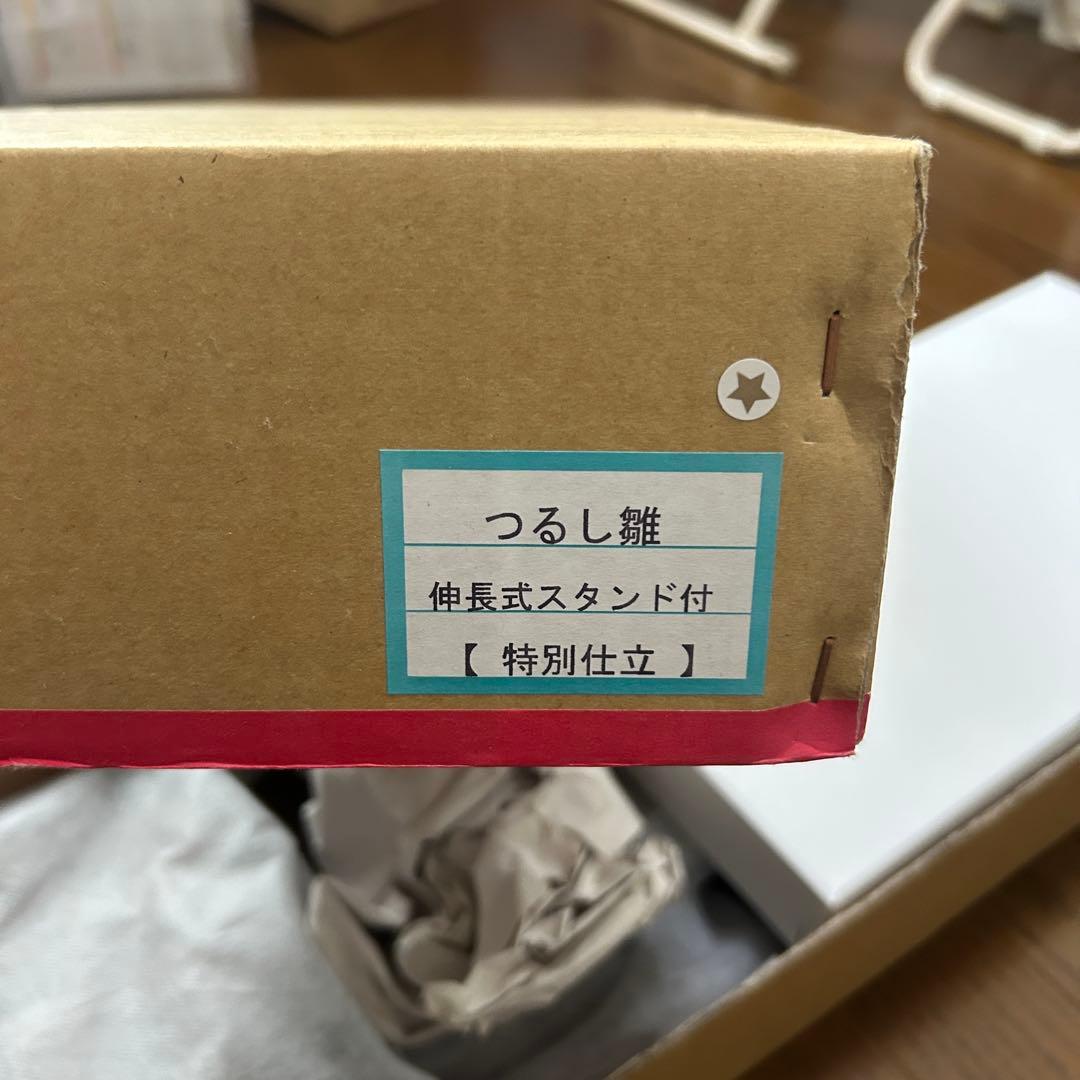 つるし雛
伸長式スタンド付
【 特別仕立 】